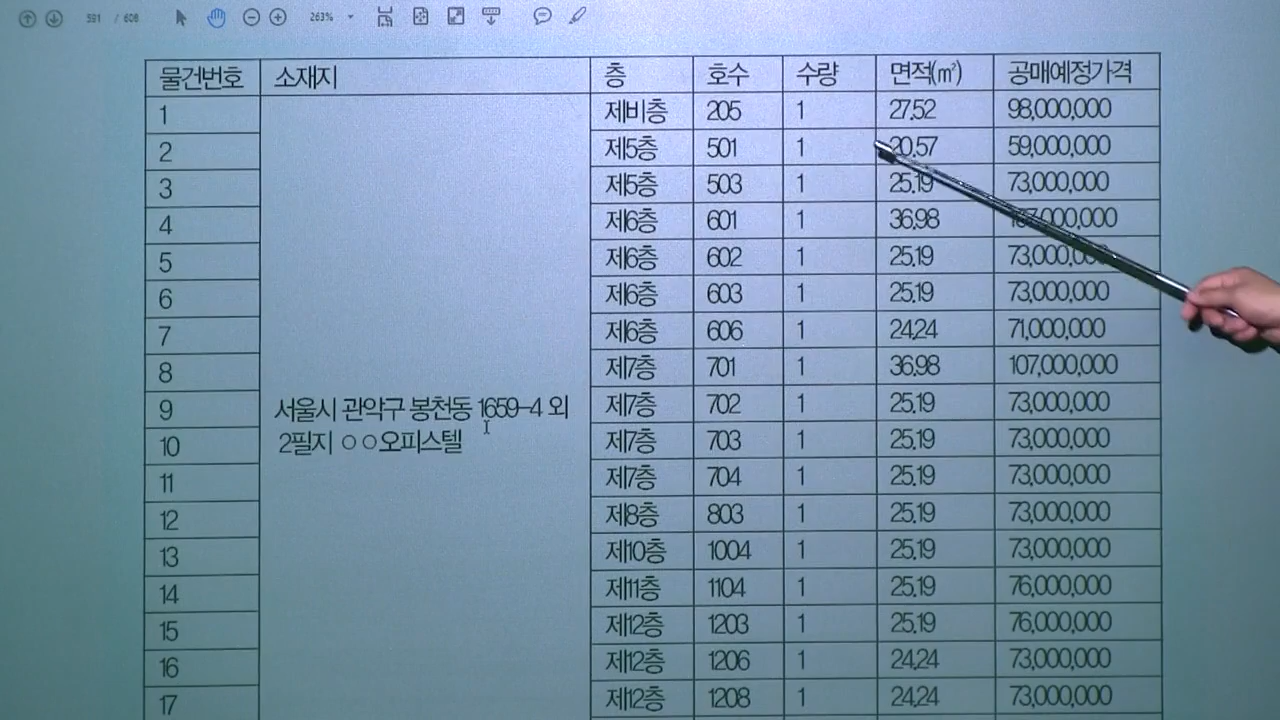 591 / 608 263%
물건번호 소재지 층 호수 수량 면적(㎡) 공매예정가격
1 제비층 205 1 27.52 98,000,000
2 제5층 501 1 20.57 59,000,000
3 제5층 503 1 25.19 73,000,000
4 제6층 601 1 36.98 107,000,000
5 제6층 602 1 25.19 73,000,000
6 제6층 603 1 25.19 73,000,000
7 제6층 606 1 24.24 71,000,000
8 제7층 701 1 36.98 107,000,000
9 서울시 관악구 봉천동 1659-4 외 제7층 702 1 25.19 73,000,000
10 2필지 ○○오피스텔 제7층 703 1 25.19 73,000,000
11 제7층 704 1 25.19 73,000,000
12 제8층 803 1 25.19 73,000,000
13 제10층 1004 1 25.19 73,000,000
14 제11층 1104 1 25.19 76,000,000
15 제12층 1203 1 25.19 76,000,000
16 제12층 1206 1 24.24 73,000,000
17 제12층 1208 1 24.24 73,000,000